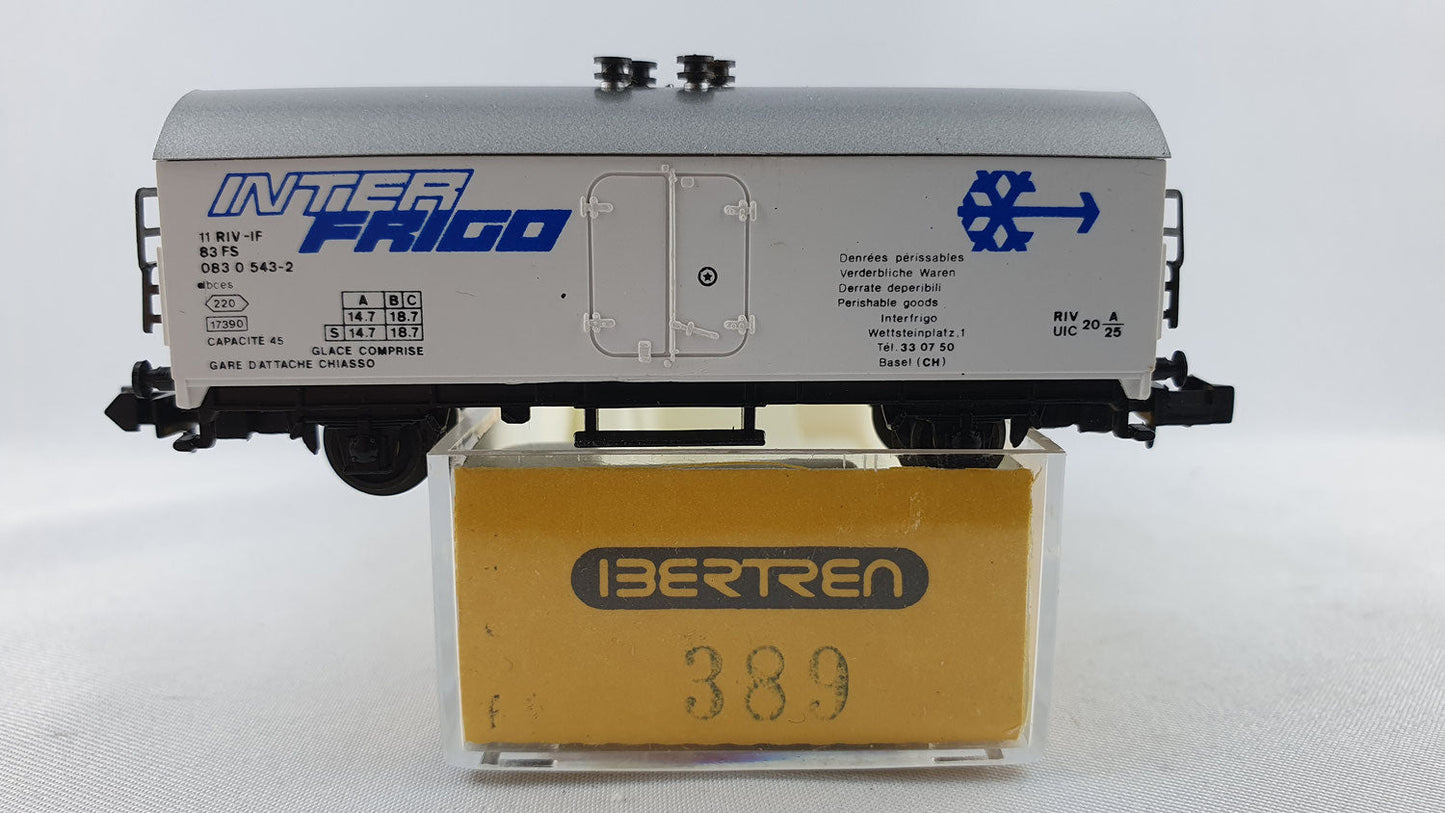 INTER
FRIGO
11 RIV-IF
83 FS
083 0 543-2
dbces
220
17390
CAPACITE 45
A B C
14.7 18.7
S 14.7 18.7
GLACE COMPRISE
GARE D'ATTACHE CHIASSO
Denrées périssables
Verderbliche Waren
Derrate deperibili
Perishable goods
Interfrigo
Wettsteinplatz,1
Tél. 33 07 50
Basel (CH)
RIV
UIC 20 A
25
IBERTREN
389
F